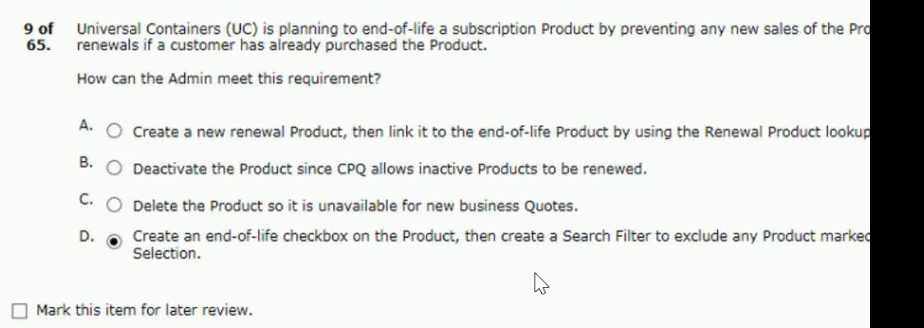 9 of Universal Containers (UC) is planning to end-of-life a subscription Product by preventing any new sales of the
65. renewals if a customer has already purchased the Product.
How can the Admin meet this requirement?
A. Create a new renewal Product, then link it to the end-of-life Product by using the Renewal Product lookup
B. Deactivate the Product since CPQ allows inactive Products to be renewed.
C. Delete the Product so it is unavailable for new business Quotes.
D. Create an end-of-life checkbox on the Product, then create a Search Filter to exclude any Product
Selection.
Mark this item for later review.